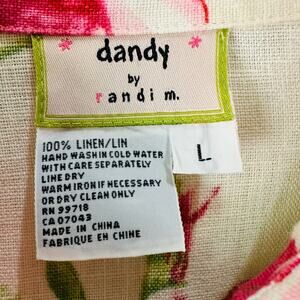 dandy
by
randi m.
100% LINEN/LIN
HAND WASH IN COLD WATER
WITH CARE SEPARATELY
LINE DRY
WARM IRON IF NECESSARY
OR DRY CLEAN ONLY
RN 99718
CA 07043
MADE IN CHINA
FABRIQUE EN CHINE
L